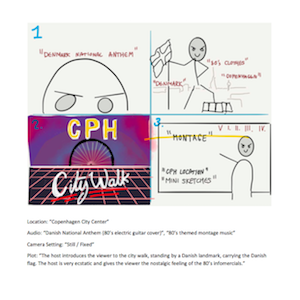 1
"DENMARK NATIONAL ANTHEM"
"80's CLOTHES"
"COPENHAGEN"
"DENMARK"
2.
CPH
City Walk
3.
V I. II. III. IV.
"MONTAGE"
"CPH LOCATION"
"MINI SKETCHES"
Location: "Copenhagen City Center"
Audio: "Danish National Anthem (80's electric guitar cover)", "80's themed montage music"
Camera Setting: "Still / Fixed"
Plot: "The host introduces the viewer to the city walk, standing by a Danish landmark, carrying the Danish
flag. The host is very ecstatic and gives the viewer the nostalgic feeling of the 80's infomercials."